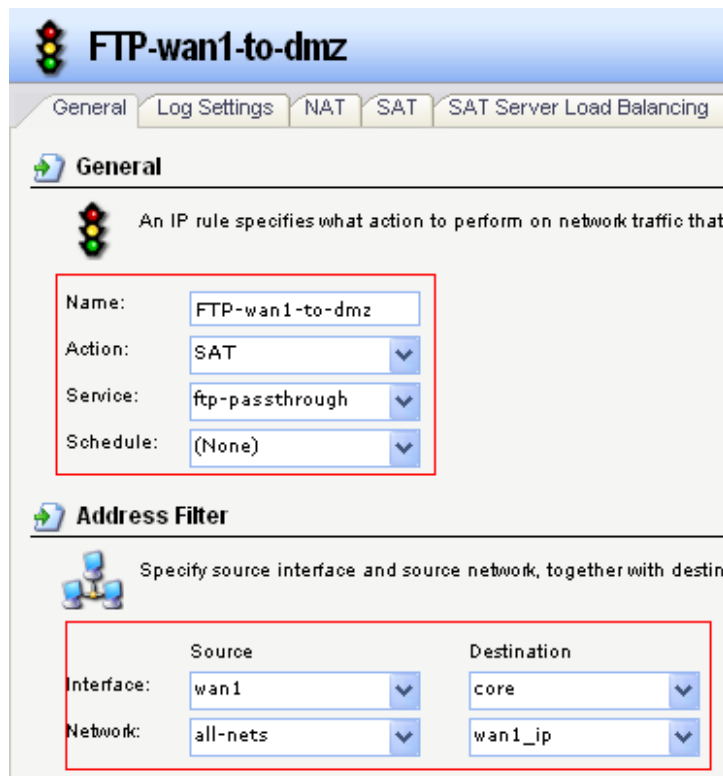 FTP-wan1-to-dmz
General Log Settings NAT SAT SAT Server Load Balancing
General
An IP rule specifies what action to perform on network traffic that
Name: FTP-wan1-to-dmz
Action: SAT
Service: ftp-passthrough
Schedule: (None)
Address Filter
Specify source interface and source network, together with destin
Source Destination
Interface: wan1 core
Network: all-nets wan1_ip